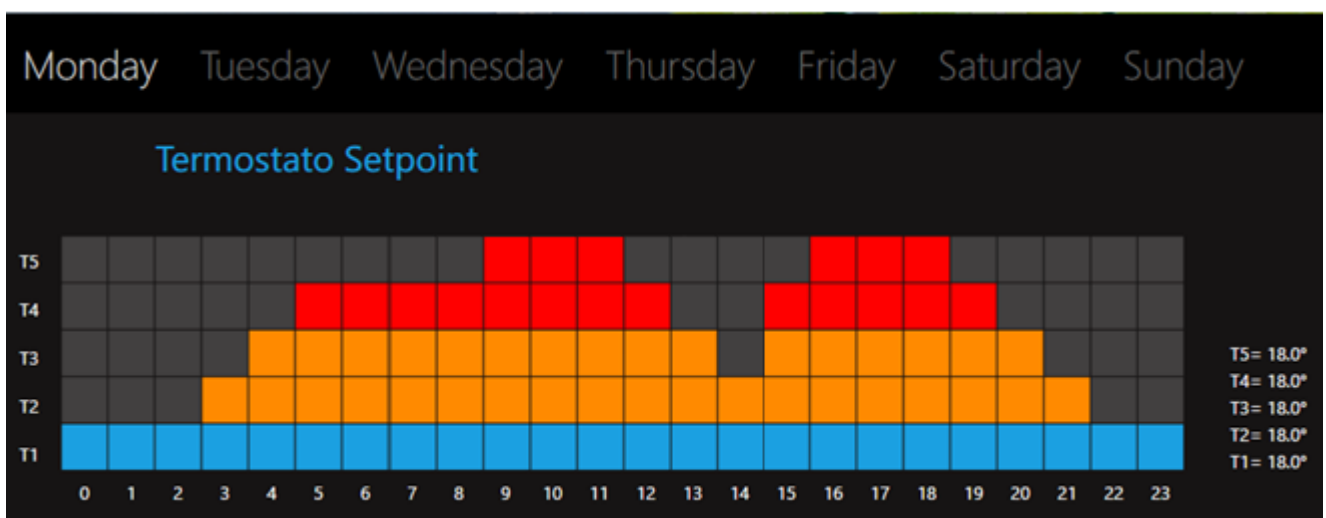 Monday Tuesday Wednesday Thursday Friday Saturday Sunday
Termostato Setpoint
T5
T4
T3
T2
T1
0 1 2 3 4 5 6 7 8 9 10 11 12 13 14 15 16 17 18 19 20 21 22 23
T5= 18.0°
T4= 18.0°
T3= 18.0°
T2= 18.0°
T1= 18.0°